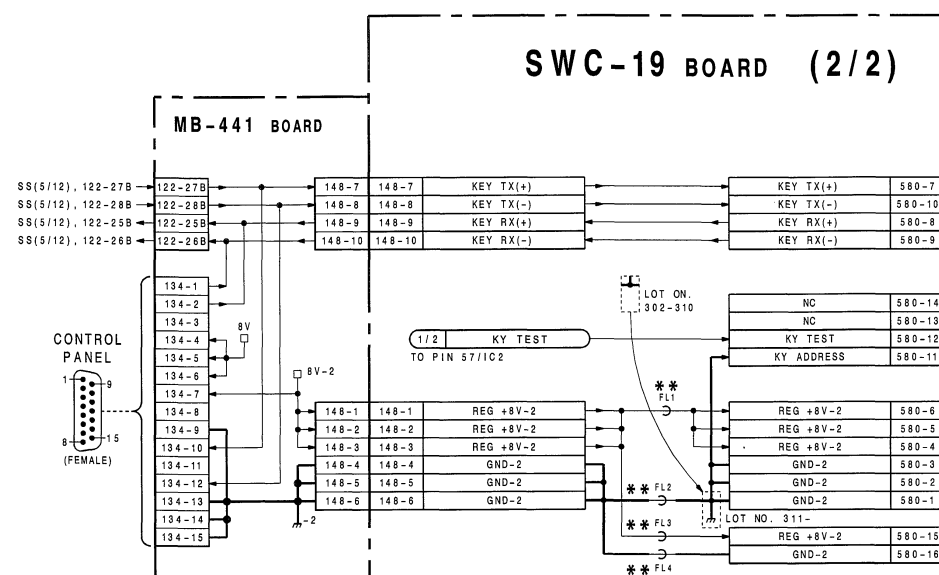 SWC-19 BOARD (2/2)
MB-441 BOARD
SS(5/12), 122-27B 122-27B 148-7 148-7 KEY TX(+) KEY TX(+) 580-7
SS(5/12), 122-28B 122-28B 148-8 148-8 KEY TX(-) KEY TX(-) 580-10
SS(5/12), 122-25B 122-25B 148-9 148-9 KEY RX(+) KEY RX(+) 580-8
SS(5/12), 122-26B 122-26B 148-10 148-10 KEY RX(-) KEY RX(-) 580-9
134-1
134-2
134-3
134-4
134-5
134-6
134-7
134-8
134-9
134-10
134-11
134-12
134-13
134-14
134-15
8V
8V-2
CONTROL
PANEL
1
9
8
15
(FEMALE)
LOT ON.
302-310
1/2 KY TEST
TO PIN 57/IC2
NC 580-14
NC 580-13
KY TEST 580-12
KY ADDRESS 580-11
**
FL1
148-1 148-1 REG +8V-2 REG +8V-2 580-6
148-2 148-2 REG +8V-2 REG +8V-2 580-5
148-3 148-3 REG +8V-2 REG +8V-2 580-4
148-4 148-4 GND-2 GND-2 580-3
148-5 148-5 GND-2 GND-2 580-2
148-6 148-6 GND-2 GND-2 580-1
** FL2
-2
LOT NO. 311-
** FL3
REG +8V-2 580-15
GND-2 580-16
** FL4